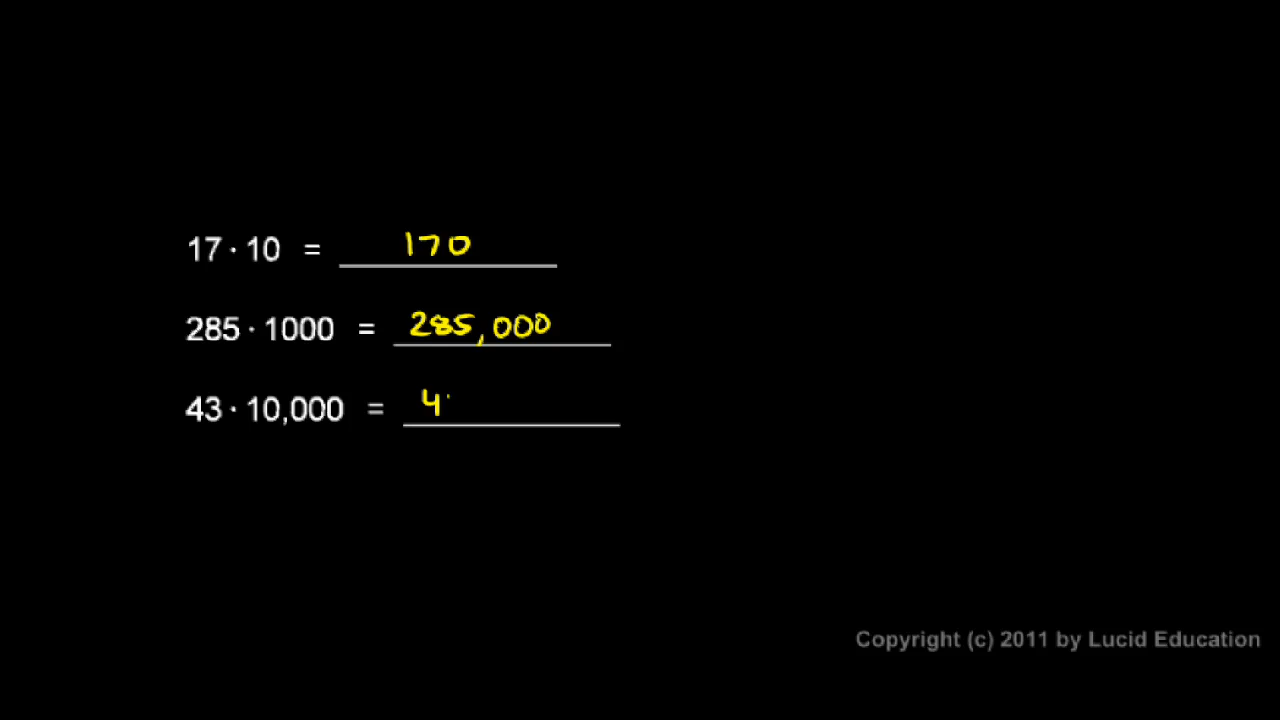 17 · 10 = 170
285 · 1000 = 285,000
43 · 10,000 = 4
Copyright (c) 2011 by Lucid Education